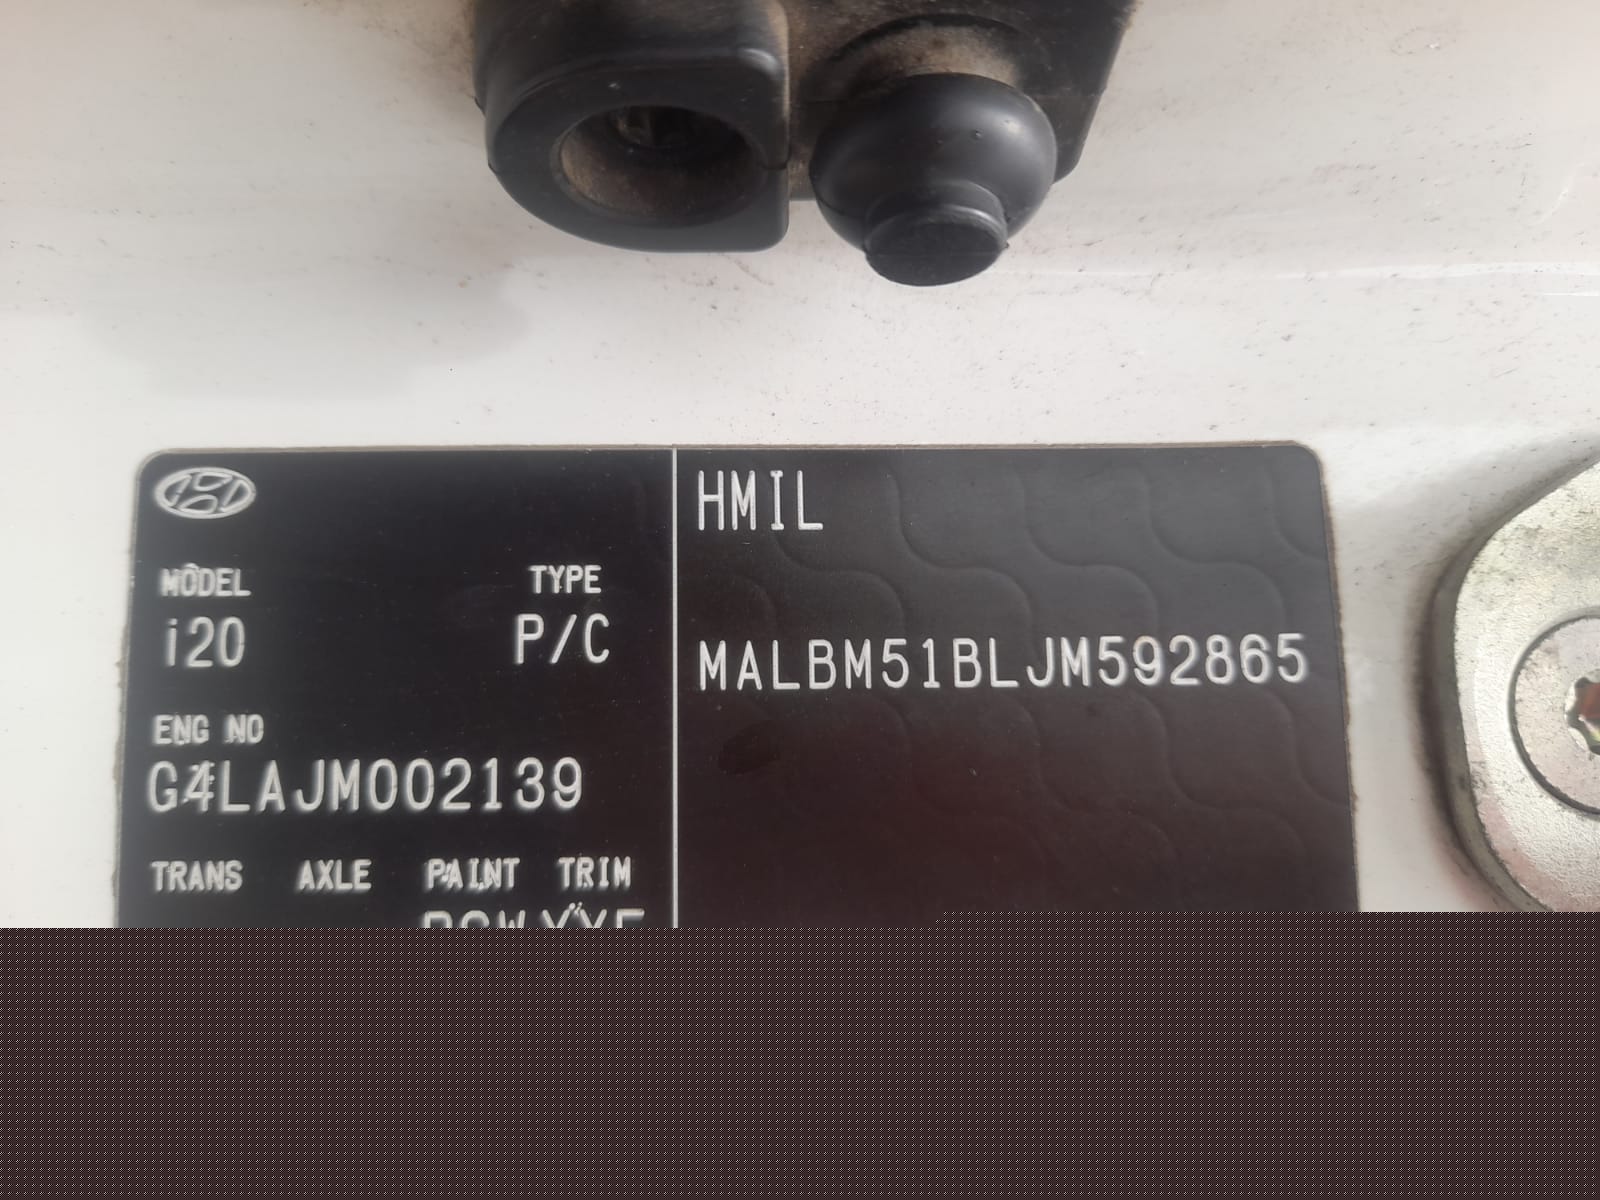 HMIL
MODEL TYPE
i20 P/C
MALBM51BLJM592865
ENG NO
G4LAJM002139
TRANS AXLE PAINT TRIM